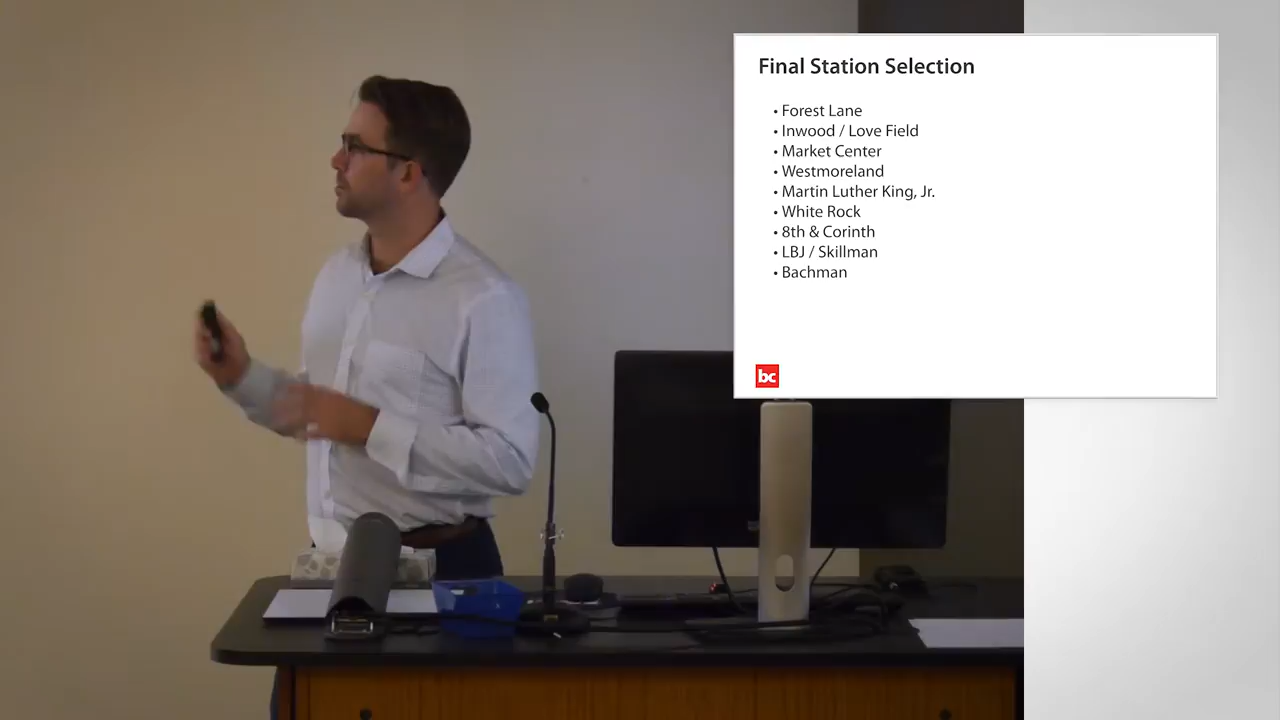 Final Station Selection
• Forest Lane
• Inwood / Love Field
• Market Center
• Westmoreland
• Martin Luther King, Jr.
• White Rock
• 8th & Corinth
• LBJ / Skillman
• Bachman
bc